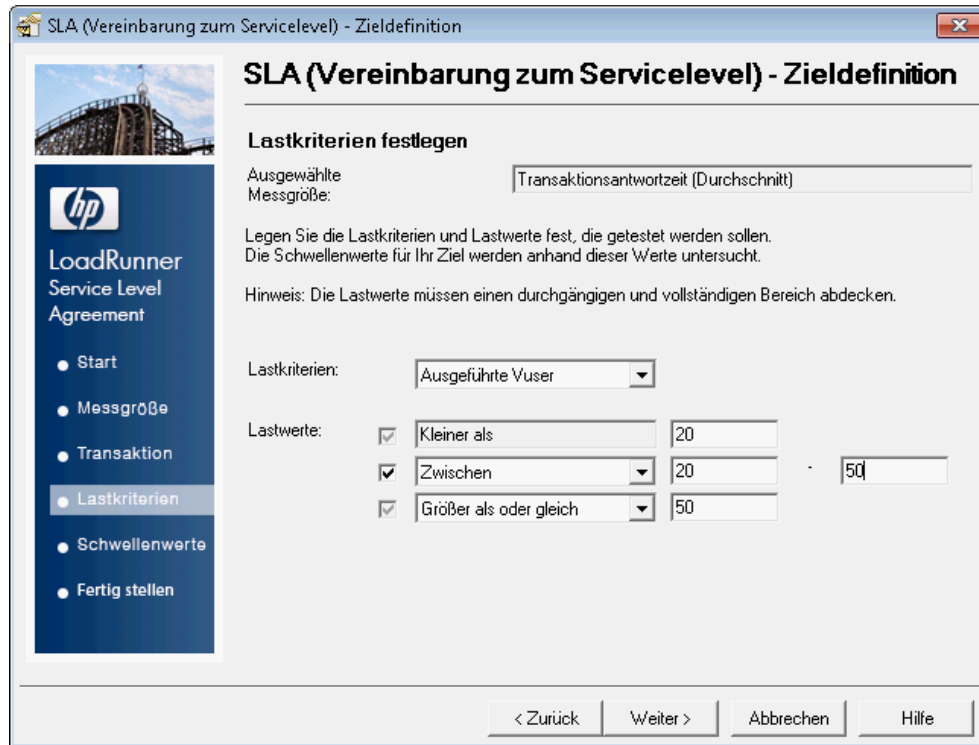 SLA (Vereinbarung zum Servicelevel) - Zieldefinition
SLA (Vereinbarung zum Servicelevel) - Zieldefinition
Lastkriterien festlegen
Ausgewählte
Messgröße:
Transaktionsantwortzeit (Durchschnitt)
Legen Sie die Lastkriterien und Lastwerte fest, die getestet werden sollen.
Die Schwellenwerte für Ihr Ziel werden anhand dieser Werte untersucht.
Hinweis: Die Lastwerte müssen einen durchgängigen und vollständigen Bereich abdecken.
hp
LoadRunner
Service Level
Agreement
Start
Messgröße
Transaktion
Lastkriterien
Schwellenwerte
Fertig stellen
Lastkriterien: Ausgeführte Vuser
Lastwerte: Kleiner als 20
Zwischen 20 - 50
Größer als oder gleich 50
< Zurück Weiter > Abbrechen Hilfe